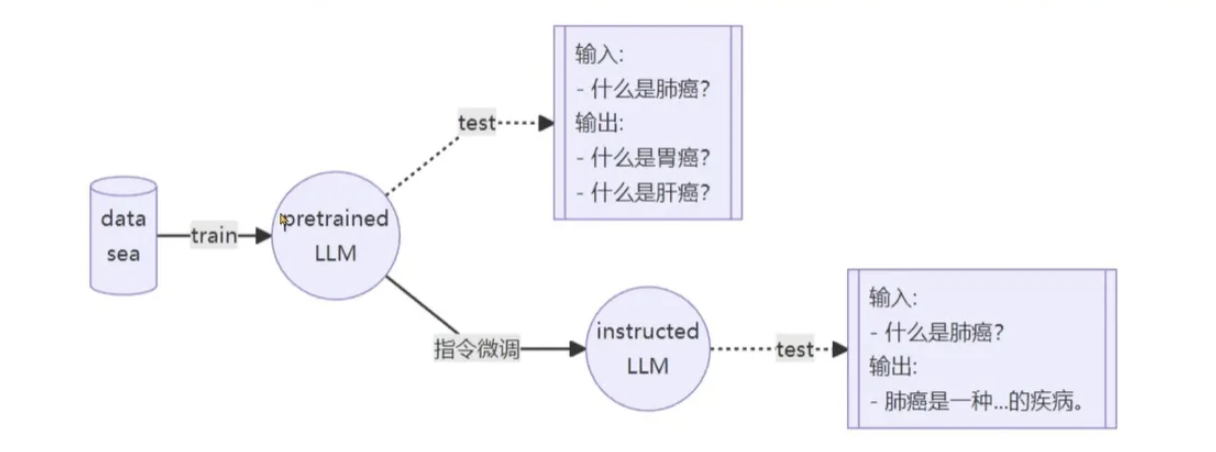 data
sea
train
pretrained
LLM
test
输入:
- 什么是肺癌?
输出:
- 什么是胃癌?
- 什么是肝癌?
指令微调
instructed
LLM
test
输入:
- 什么是肺癌?
输出:
- 肺癌是一种...的疾病。